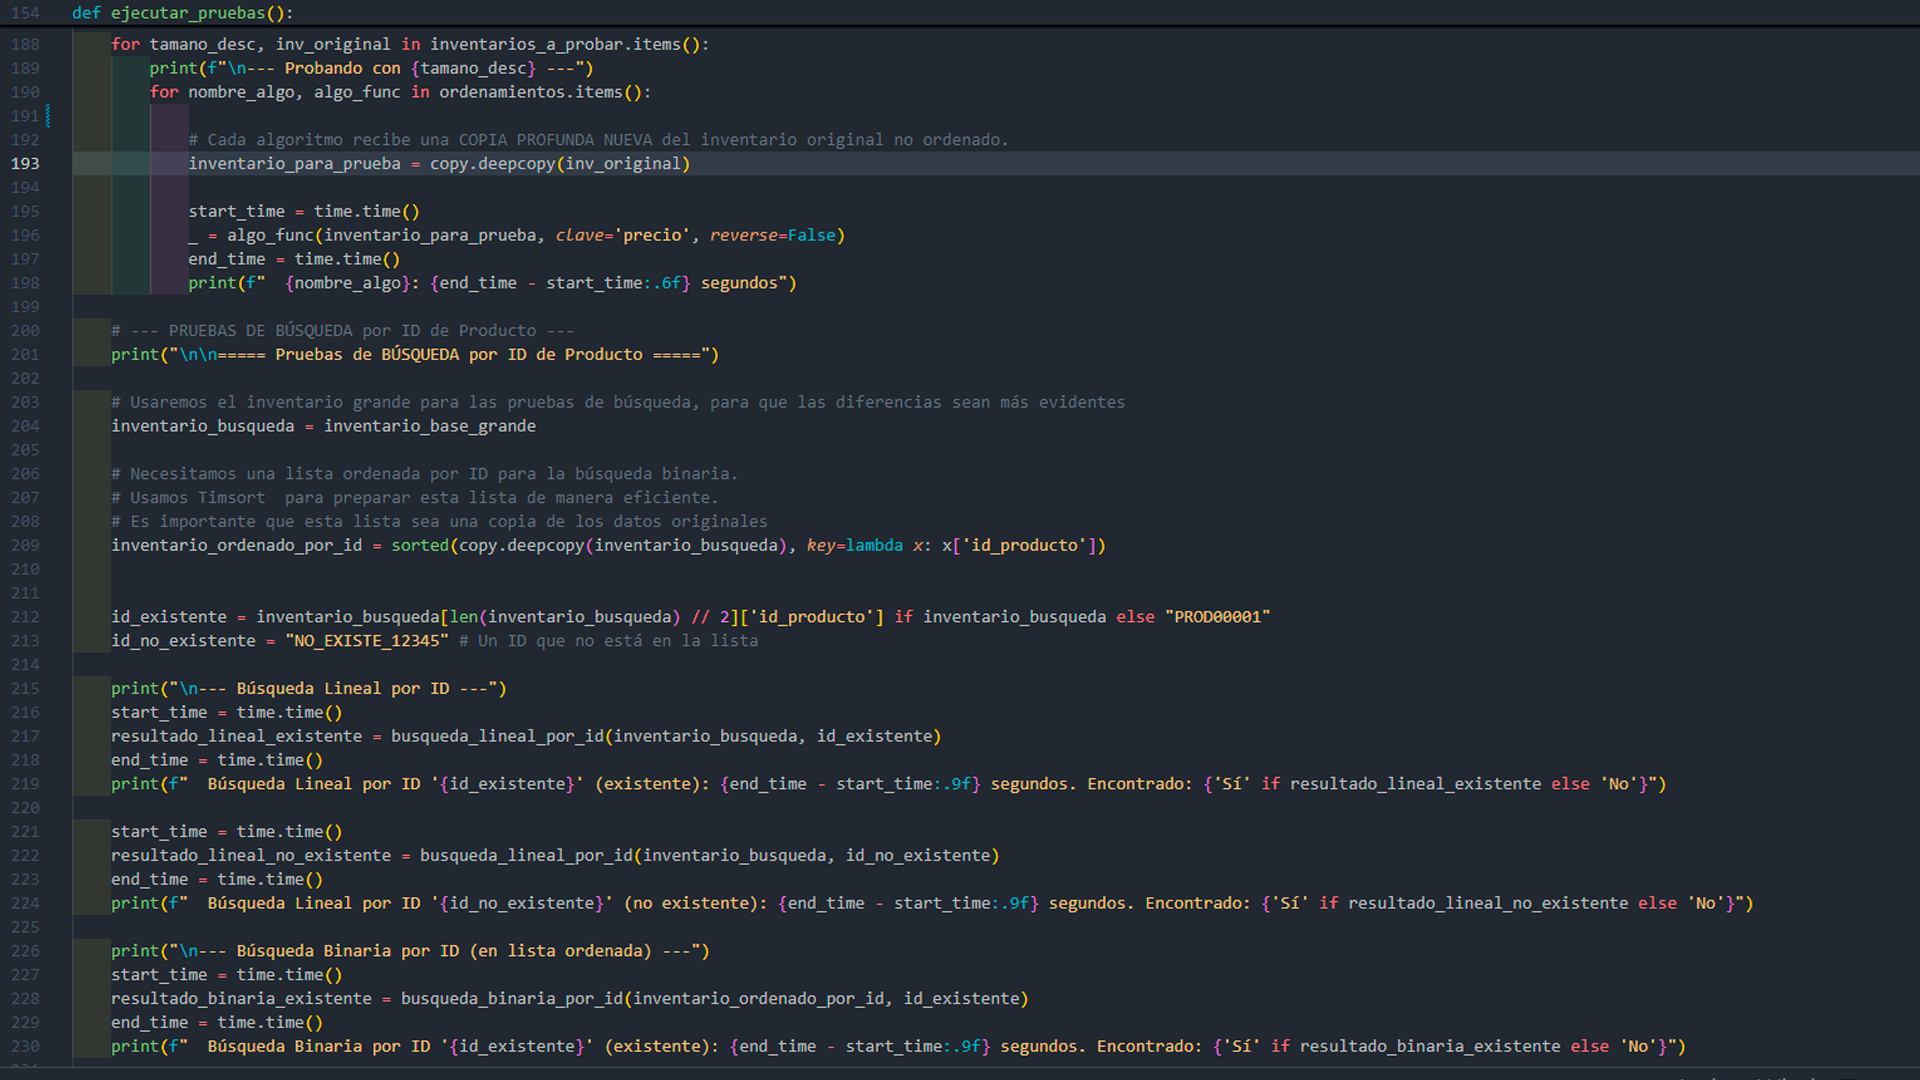 154 def ejecutar_pruebas():
188 for tamano_desc, inv_original in inventarios_a_probar.items():
189 print(f"\n--- Probando con {tamano_desc} ---")
190 for nombre_algo, algo_func in ordenamientos.items():
191
192 # Cada algoritmo recibe una COPIA PROFUNDA NUEVA del inventario original no ordenado.
193 inventario_para_prueba = copy.deepcopy(inv_original)
194
195 start_time = time.time()
196 _ = algo_func(inventario_para_prueba, clave='precio', reverse=False)
197 end_time = time.time()
198 print(f"  {nombre_algo}: {end_time - start_time:.6f} segundos")
199
200 # --- PRUEBAS DE BÚSQUEDA por ID de Producto ---
201 print("\n\n===== Pruebas de BÚSQUEDA por ID de Producto =====")
202
203 # Usaremos el inventario grande para las pruebas de búsqueda, para que las diferencias sean más evidentes
204 inventario_busqueda = inventario_base_grande
205
206 # Necesitamos una lista ordenada por ID para la búsqueda binaria.
207 # Usamos Timsort  para preparar esta lista de manera eficiente.
208 # Es importante que esta lista sea una copia de los datos originales
209 inventario_ordenado_por_id = sorted(copy.deepcopy(inventario_busqueda), key=lambda x: x['id_producto'])
210
211
212 id_existente = inventario_busqueda[len(inventario_busqueda) // 2]['id_producto'] if inventario_busqueda else "PROD00001"
213 id_no_existente = "NO_EXISTE_12345" # Un ID que no está en la lista
214
215 print("\n--- Búsqueda Lineal por ID ---")
216 start_time = time.time()
217 resultado_lineal_existente = busqueda_lineal_por_id(inventario_busqueda, id_existente)
218 end_time = time.time()
219 print(f"  Búsqueda Lineal por ID '{id_existente}' (existente): {end_time - start_time:.9f} segundos. Encontrado: {'Sí' if resultado_lineal_existente else 'No'}")
220
221 start_time = time.time()
222 resultado_lineal_no_existente = busqueda_lineal_por_id(inventario_busqueda, id_no_existente)
223 end_time = time.time()
224 print(f"  Búsqueda Lineal por ID '{id_no_existente}' (no existente): {end_time - start_time:.9f} segundos. Encontrado: {'Sí' if resultado_lineal_no_existente else 'No'}")
225
226 print("\n--- Búsqueda Binaria por ID (en lista ordenada) ---")
227 start_time = time.time()
228 resultado_binaria_existente = busqueda_binaria_por_id(inventario_ordenado_por_id, id_existente)
229 end_time = time.time()
230 print(f"  Búsqueda Binaria por ID '{id_existente}' (existente): {end_time - start_time:.9f} segundos. Encontrado: {'Sí' if resultado_binaria_existente else 'No'}")